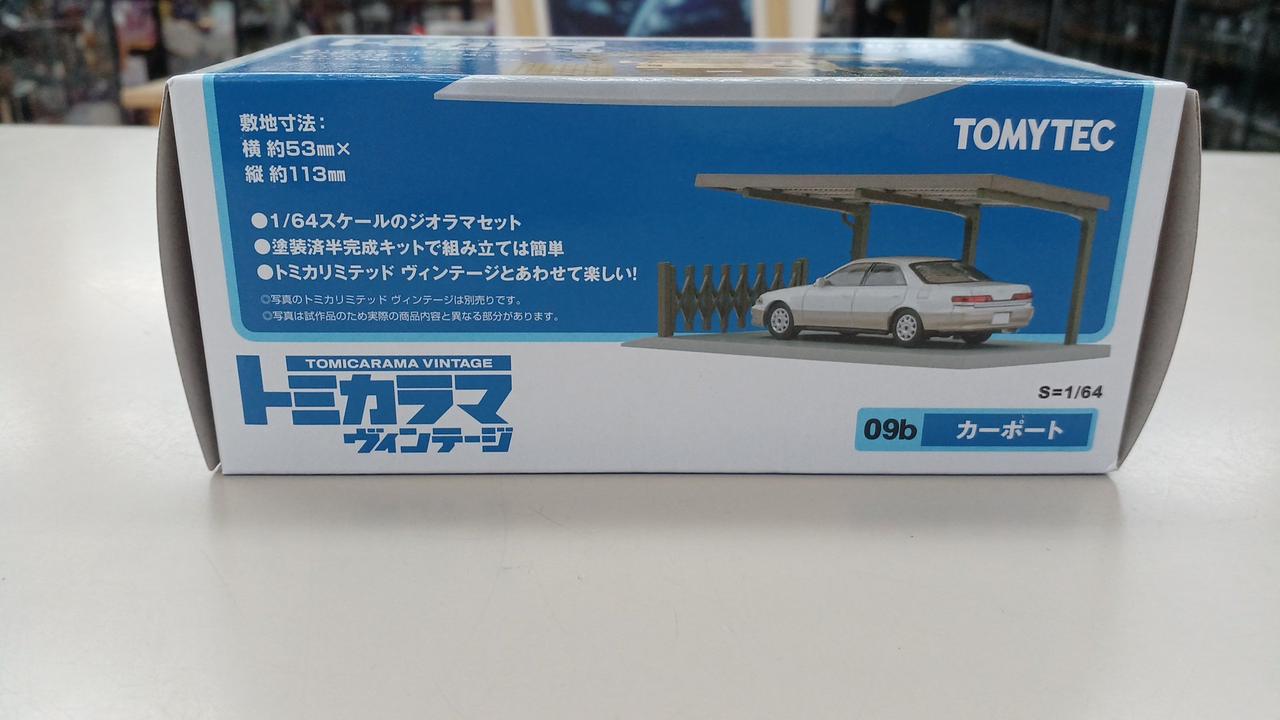 敷地寸法：
横 約53㎜×
縦 約113㎜
TOMYTEC
●1/64スケールのジオラマセット
●塗装済半完成キットで組み立ては簡単
●トミカリミテッド ヴィンテージとあわせて楽しい!
◎写真のトミカリミテッド ヴィンテージは別売りです。
◎写真は試作品のため実際の商品内容と異なる部分があります。
TOMICARAMA VINTAGE
トミカラマ
ヴィンテージ
S=1/64
09b カーポート